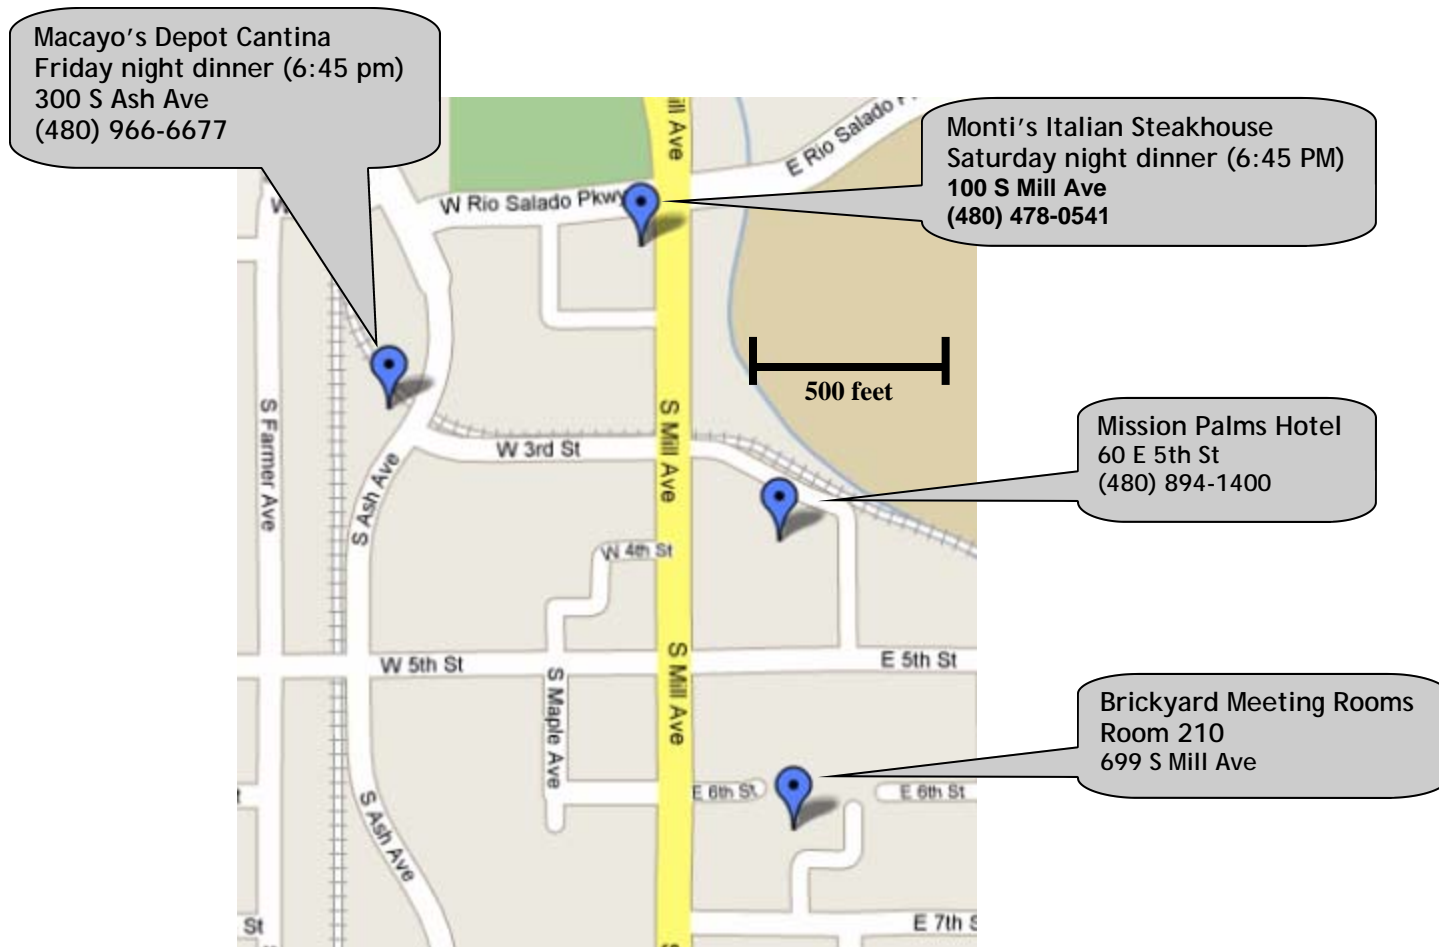 Macayo's Depot Cantina
Friday night dinner (6:45 pm)
300 S Ash Ave
(480) 966-6677
Monti's Italian Steakhouse
Saturday night dinner (6:45 PM)
100 S Mill Ave
(480) 478-0541
Mission Palms Hotel
60 E 5th St
(480) 894-1400
Brickyard Meeting Rooms
Room 210
699 S Mill Ave
Ave
E Rio Salado
W
W Rio Salado Pkwy
500 feet
S Farmer Ave
S Ash Ave
W 3rd St
S Mill Ave
W 4th St
W 5th St
E 5th St
S Maple Ave
S Mill Ave
S Ash Ave
E 6th St
E 6th St
St
E 7th